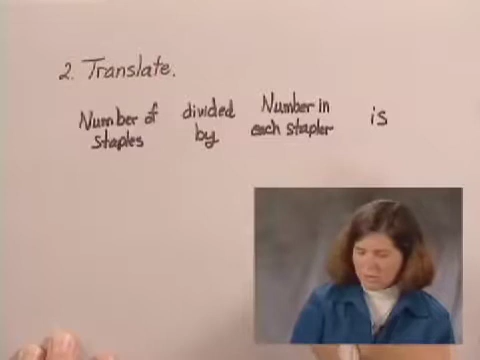 2. Translate.
Number of divided Number in is
staples by each stapler